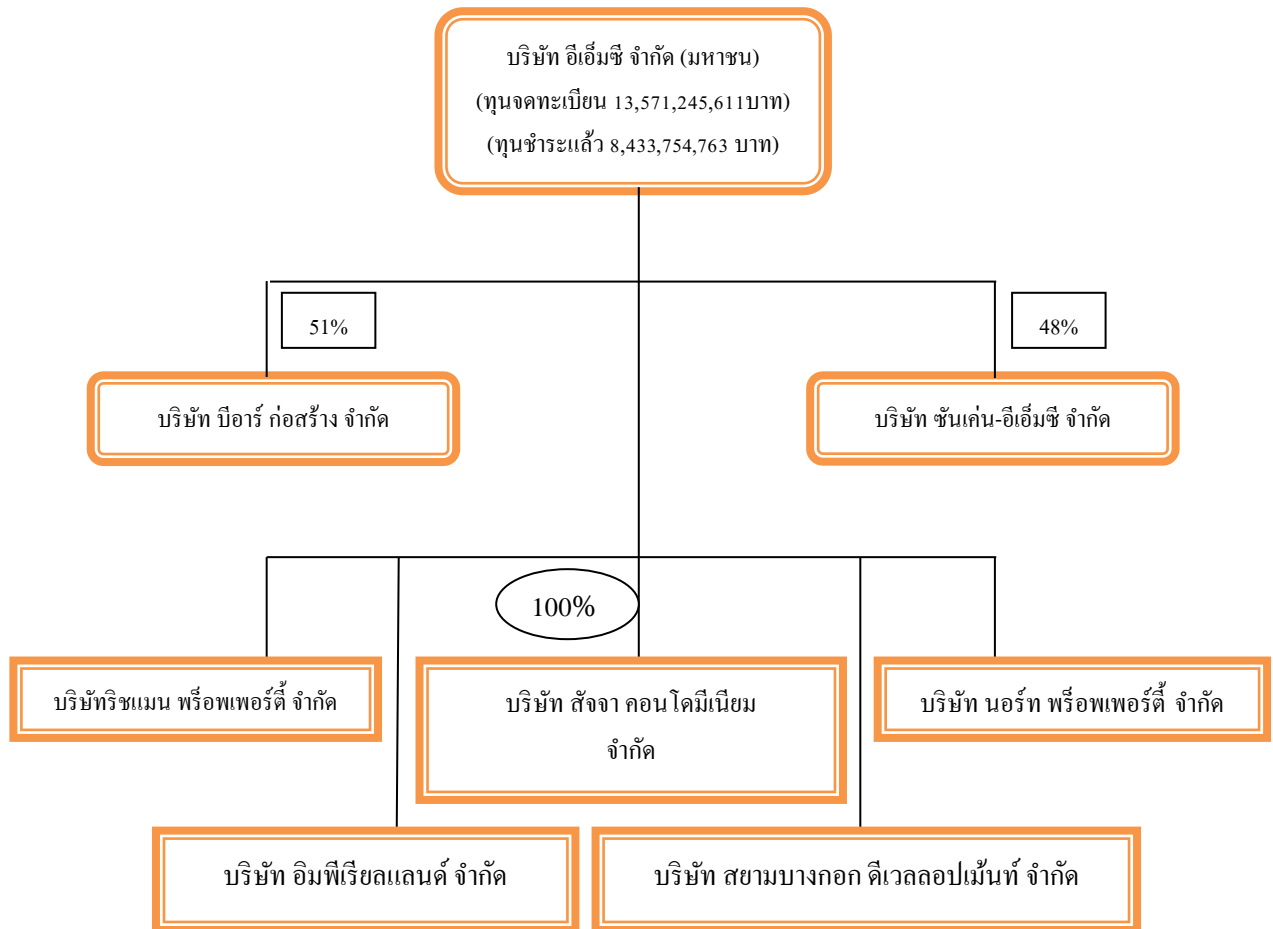 บริษัท อีเอ็มซี จำกัด (มหาชน)
(ทุนจดทะเบียน 13,571,245,611บาท)
(ทุนชำระแล้ว 8,433,754,763 บาท)
51%
48%
บริษัท บีอาร์ ก่อสร้าง จำกัด
บริษัท ซันเค่น-อีเอ็มซี จำกัด
100%
บริษัทริชแมน พร็อพเพอร์ตี้ จำกัด
บริษัท สัจจา คอนโดมีเนียม
จำกัด
บริษัท นอร์ท พร็อพเพอร์ตี้ จำกัด
บริษัท อิมพีเรียลแลนด์ จำกัด
บริษัท สยามบางกอก ดีเวลลอปเม้นท์ จำกัด